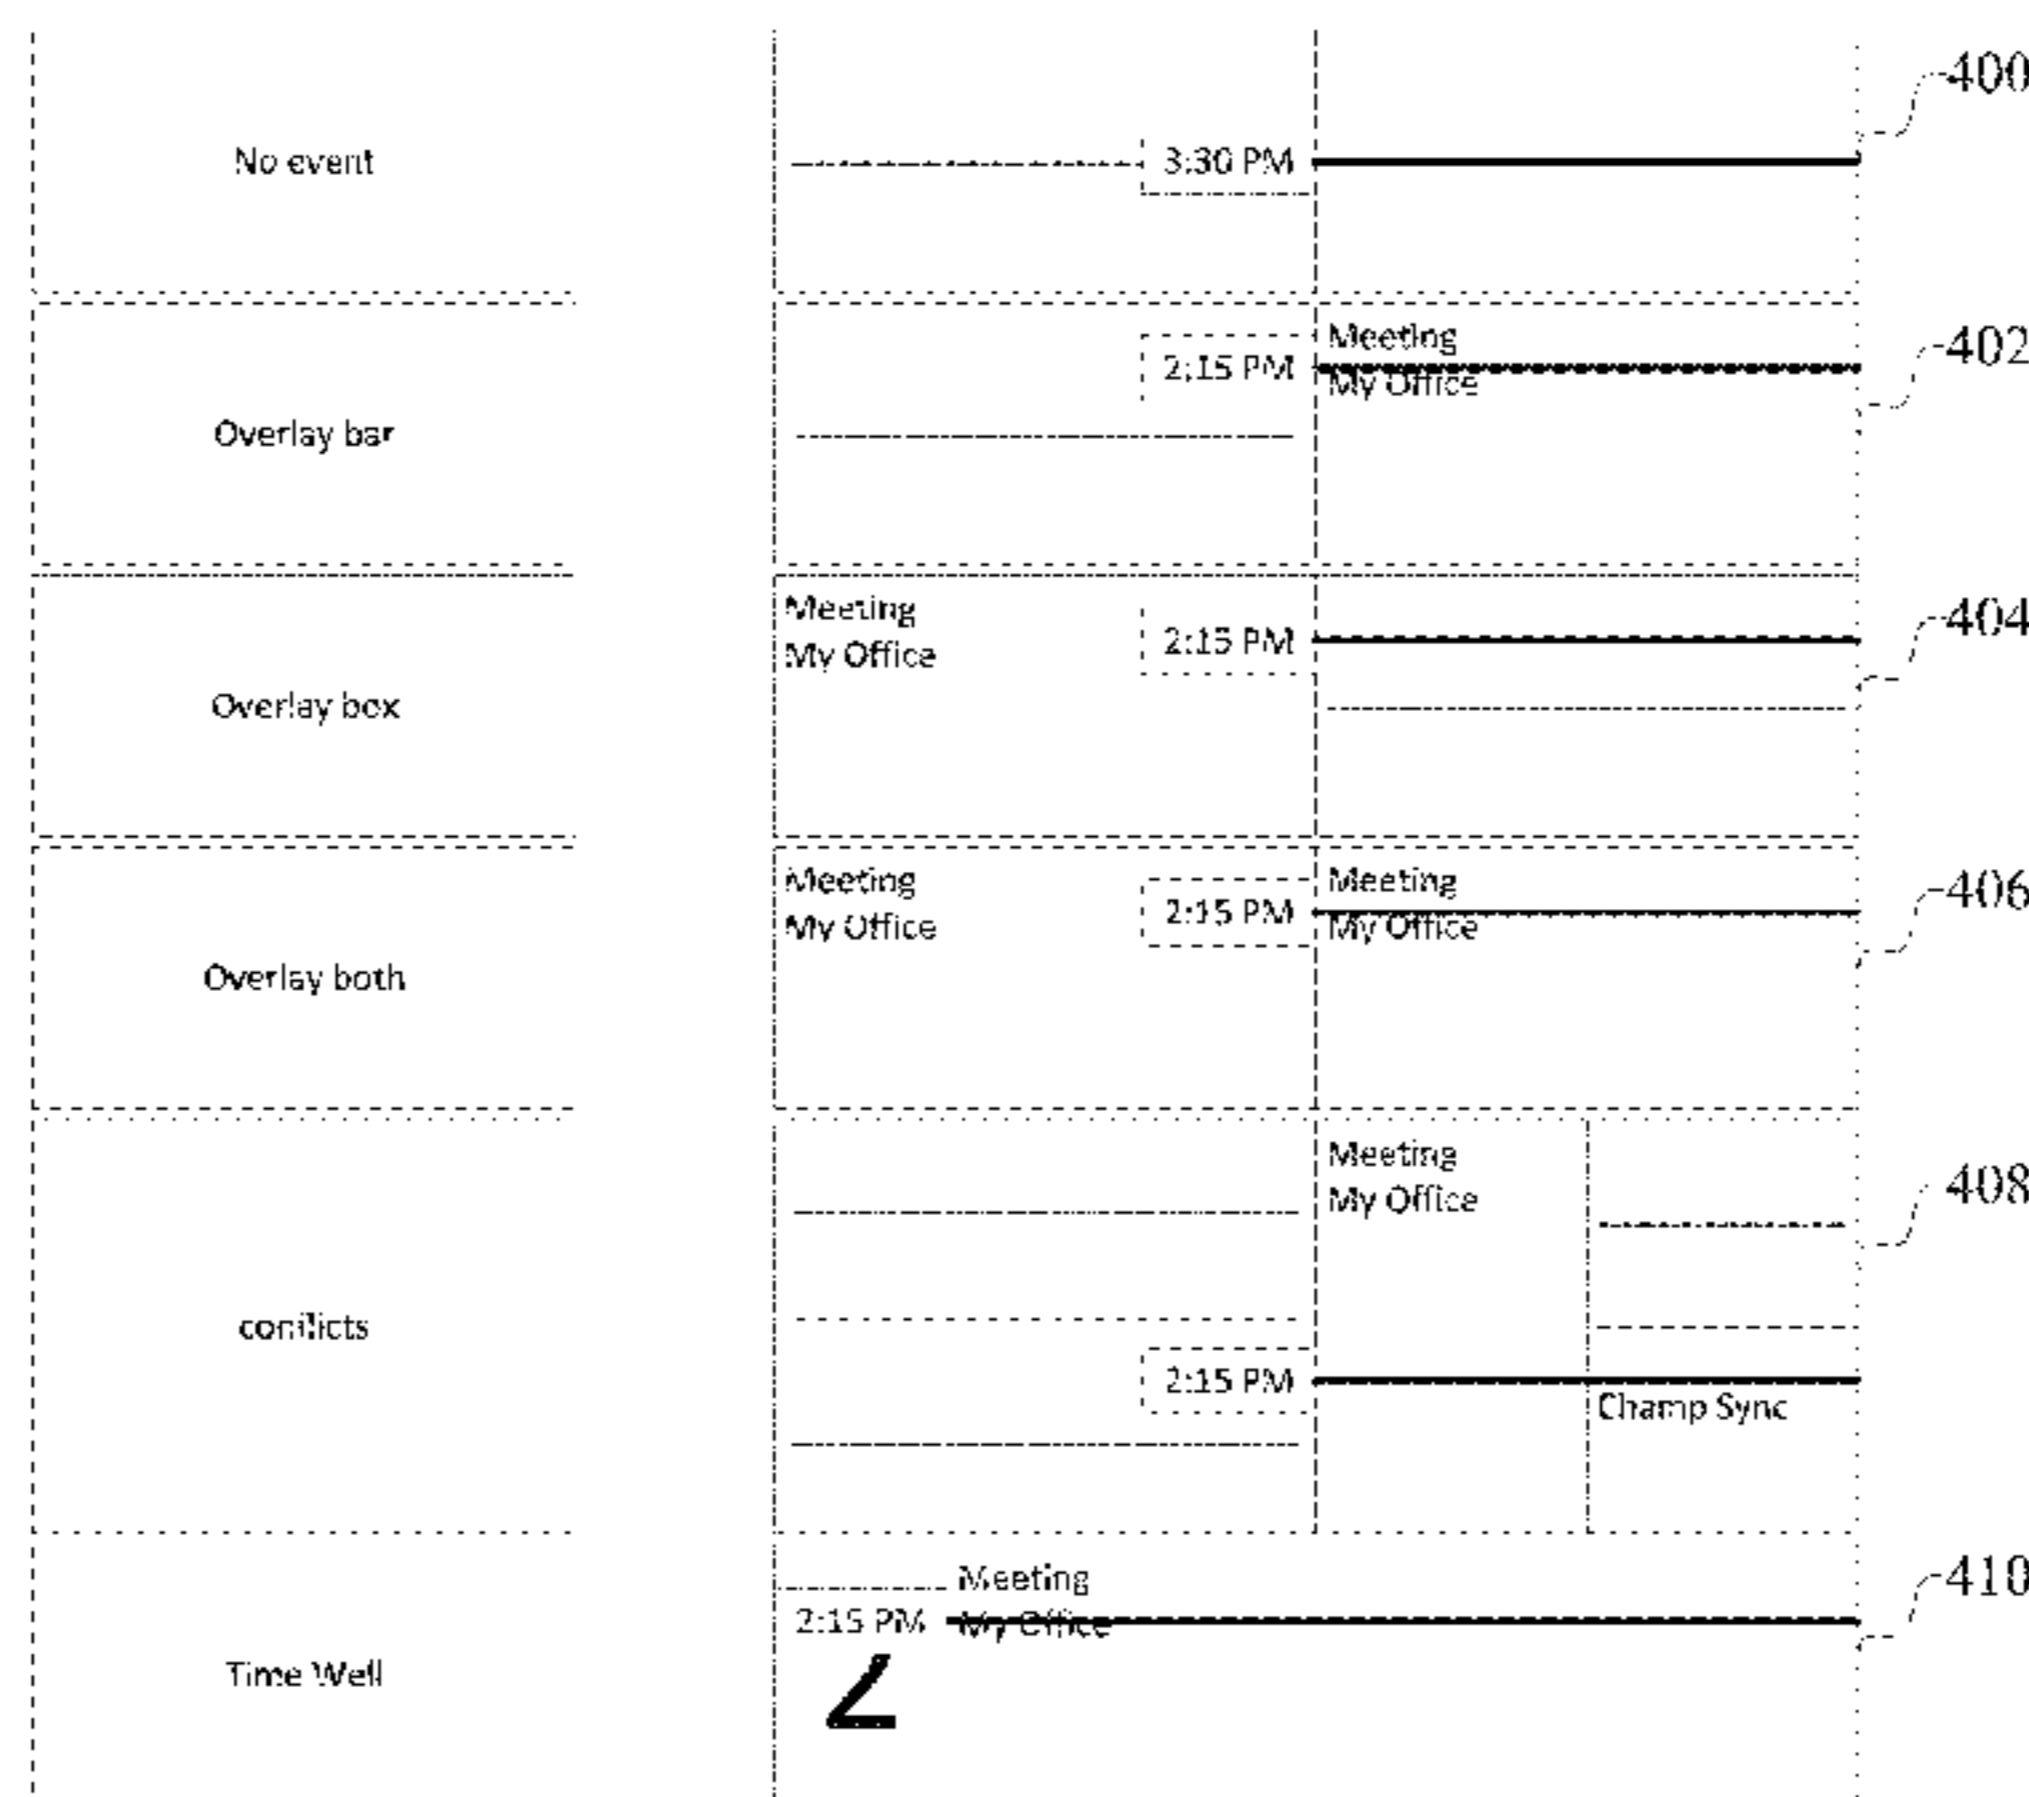 400
No event 3:30 PM
Meeting 402
2:15 PM My Office
Overlay bar
Meeting 404
My Office 2:15 PM
Overlay box
Meeting Meeting 406
My Office 2:15 PM My Office
Overlay both
Meeting 408
My Office
conflicts
2:15 PM
Champ Sync
Meeting 410
2:15 PM My Office
Time Well 2